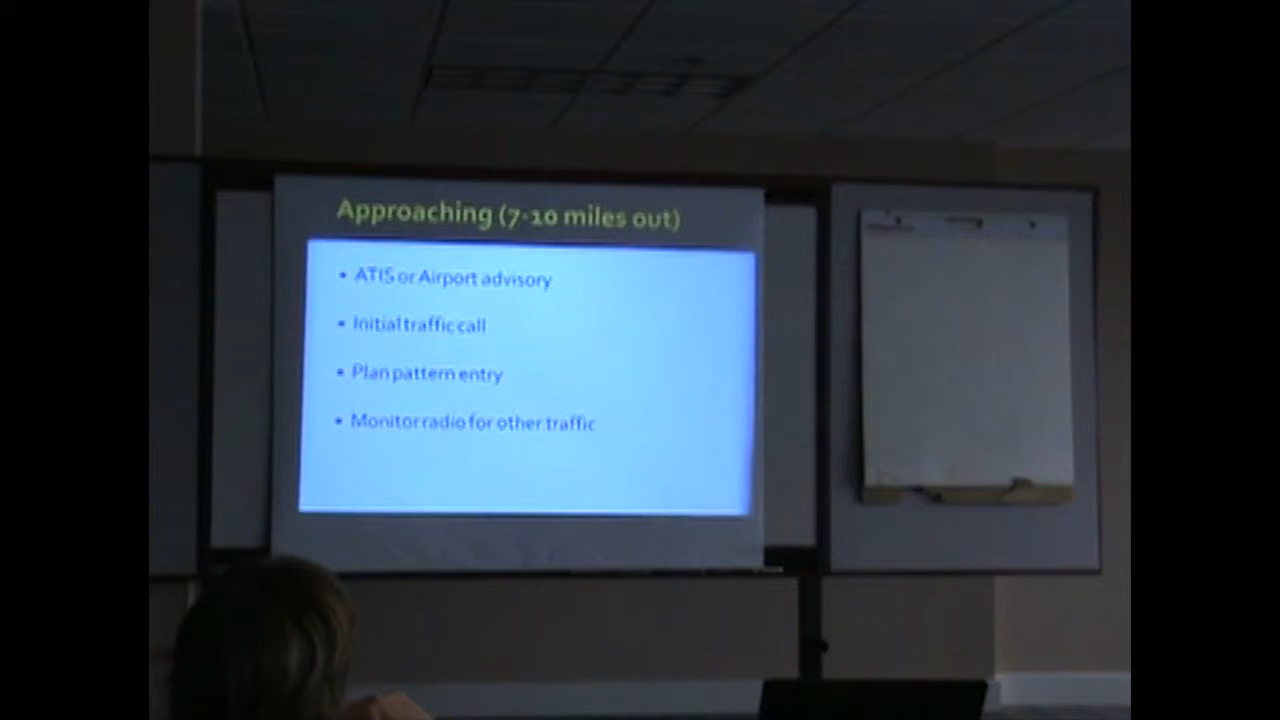 Approaching (7-10 miles out)
• ATIS or Airport advisory
• Initial traffic call
• Plan pattern entry
• Monitor radio for other traffic